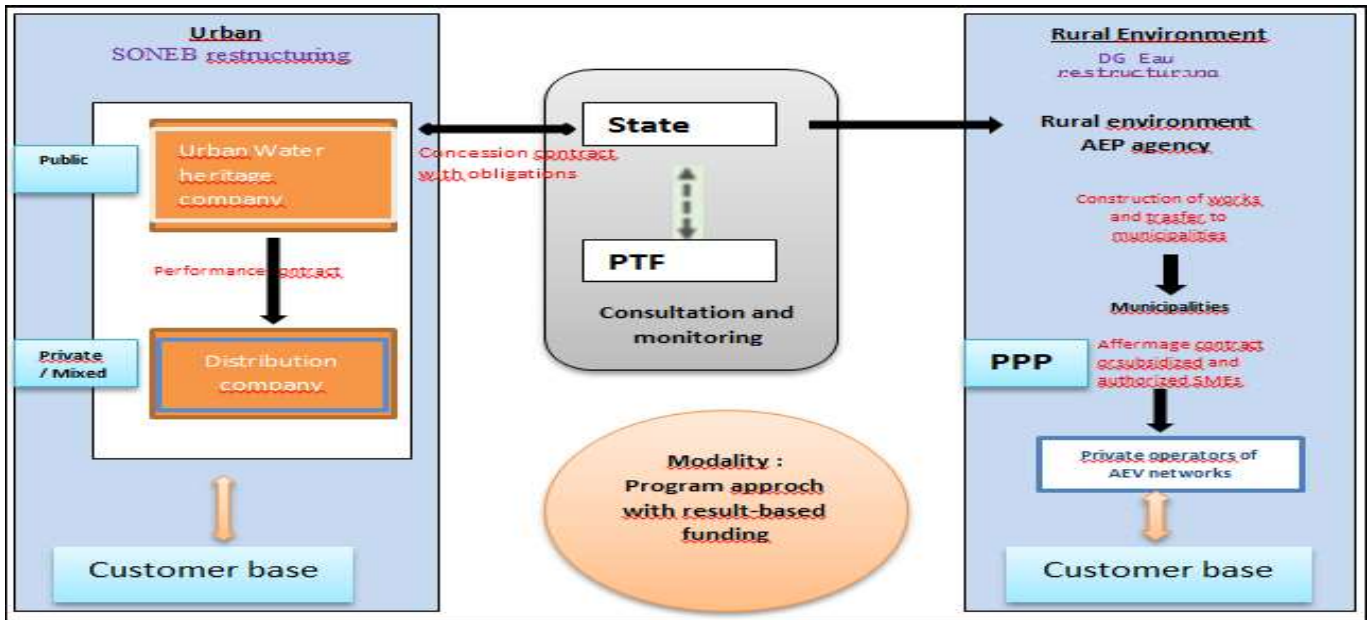 Urban
SONEB restructuring
Public
Urban Water
heritage
company
Performance contract
Private
/ Mixed
Distribution
company
Customer base
Concession contract
with obligations
State
PTF
Consultation and
monitoring
Modality :
Program approch
with result-based
funding
Rural Environment
DG Eau
restructuring
Rural environment
AEP agency
Construction of works
and trasfer to
municipalities
Municipalities
PPP
Affermage contract
orsubsidized and
authorized SMEs
Private operators of
AEV networks
Customer base